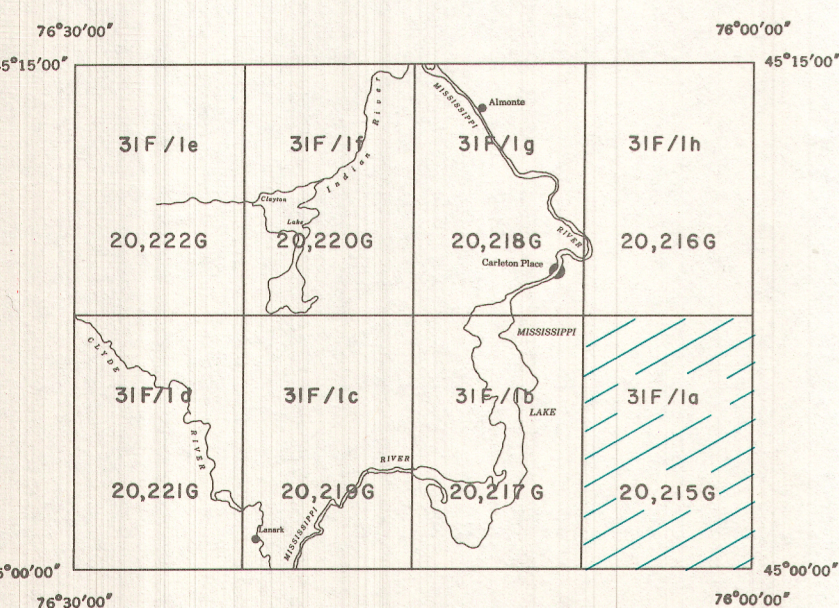 76°30'00"
76°00'00"
45°15'00"
5°15'00"
Almonte
MISSISSIPPI
31F/1e
31F/1f
31F/1g
31F/1h
Indian River
Clayton
Lake
RIVER
20,222G
20,220G
20,218G
20,216G
Carleton Place
MISSISSIPPI
CLYDE
31F/1d
31F/1c
31F/1b
31F/1a
LAKE
RIVER
RIVER
20,221G
20,219G
20,217G
20,215G
MISSISSIPPI
Lanark
5°00'00"
45°00'00"
76°30'00"
76°00'00"